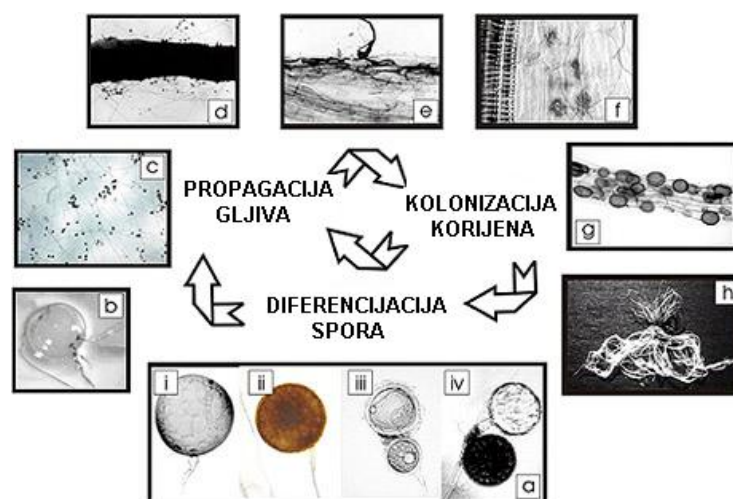 d
e
f
c
PROPAGACIJA
GLJIVA
KOLONIZACIJA
KORIJENA
g
b
DIFERENCIJACIJA
SPORA
h
i
ii
iii
iv
a